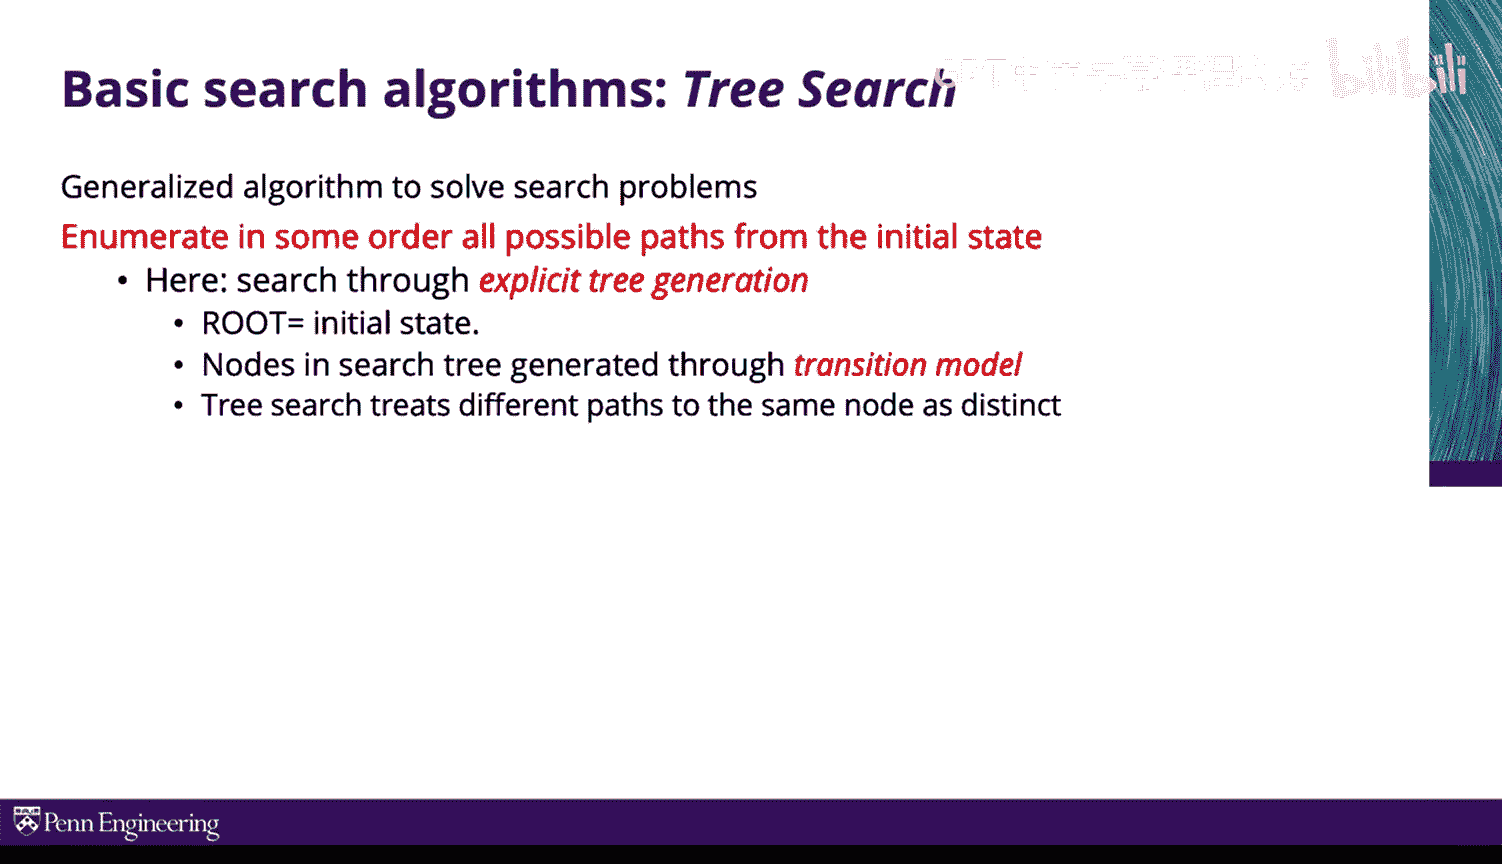 Basic search algorithms: Tree Search
Generalized algorithm to solve search problems
Enumerate in some order all possible paths from the initial state
• Here: search through explicit tree generation
• ROOT= initial state.
• Nodes in search tree generated through transition model
• Tree search treats different paths to the same node as distinct
bilibili
Penn Engineering